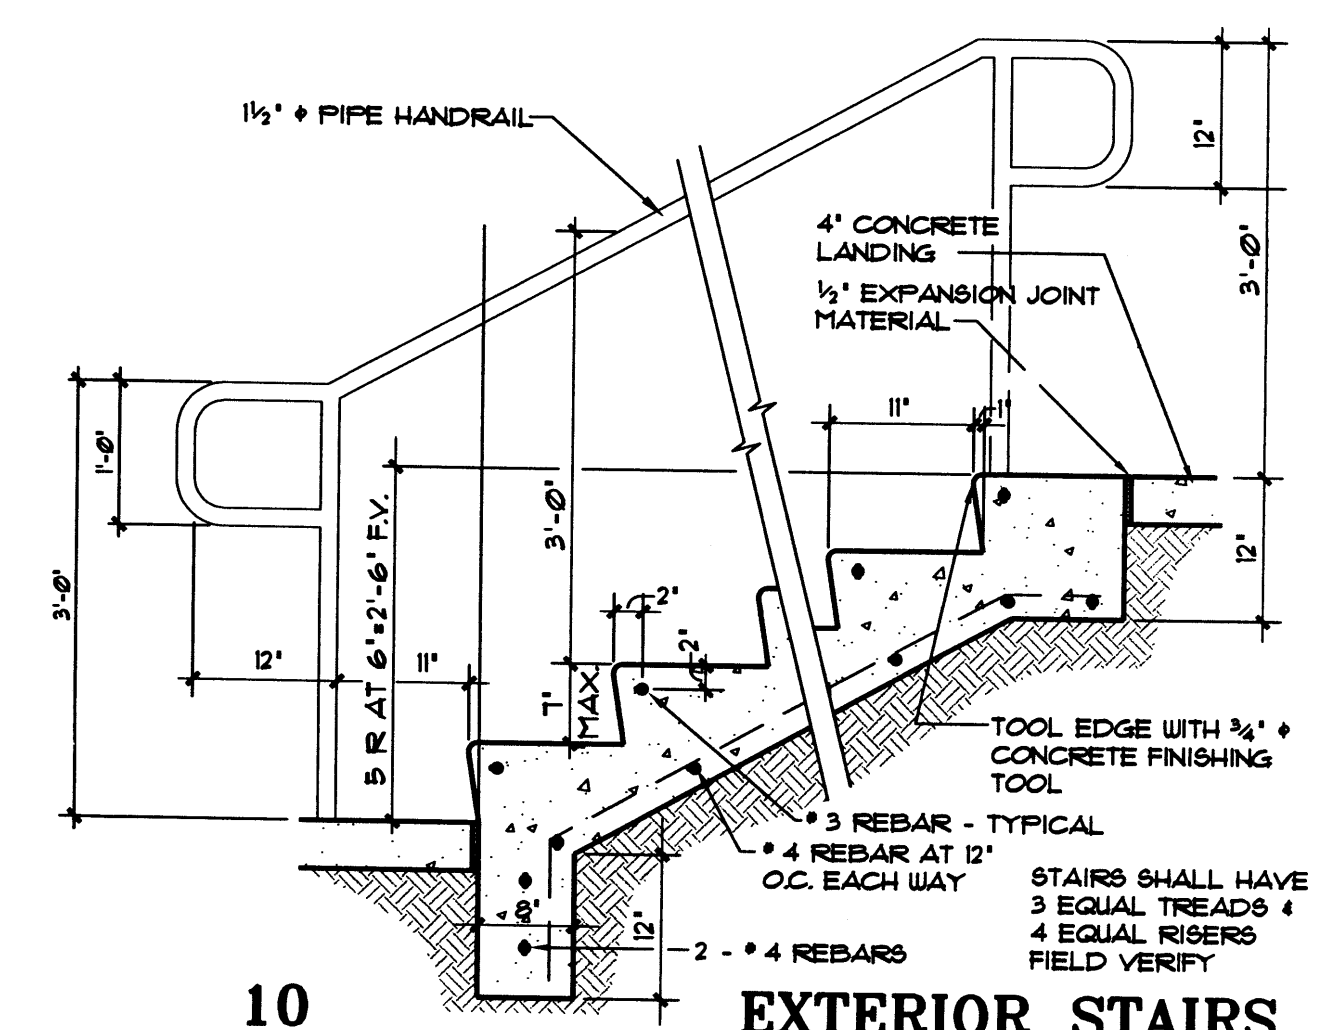 1½" ϕ PIPE HANDRAIL
12"
4" CONCRETE
LANDING
3'-0"
½" EXPANSION JOINT
MATERIAL
1'-0"
11"
1"
3'-0"
5 R AT 6"=2'-6" F.V.
3'-0"
12"
2"
2"
12"
11"
7"
MAX.
TOOL EDGE WITH ¾" ϕ
CONCRETE FINISHING
TOOL
#3 REBAR - TYPICAL
#4 REBAR AT 12"
O.C. EACH WAY
STAIRS SHALL HAVE
3 EQUAL TREADS &
4 EQUAL RISERS
FIELD VERIFY
8"
12"
2 - #4 REBARS
10
EXTERIOR STAIRS